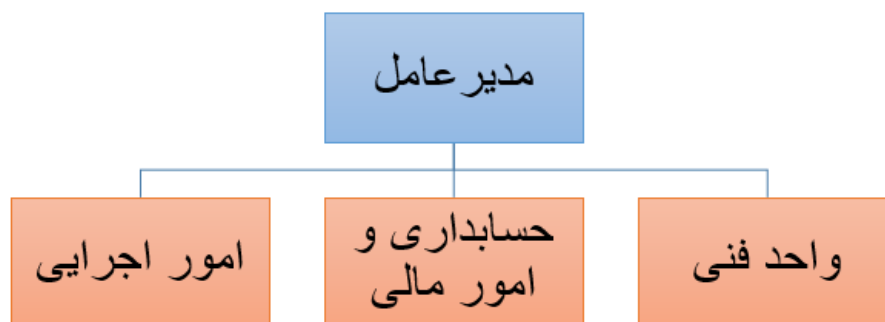 مدیرعامل
واحد فنی
حسابداری و
امور مالی
امور اجرایی